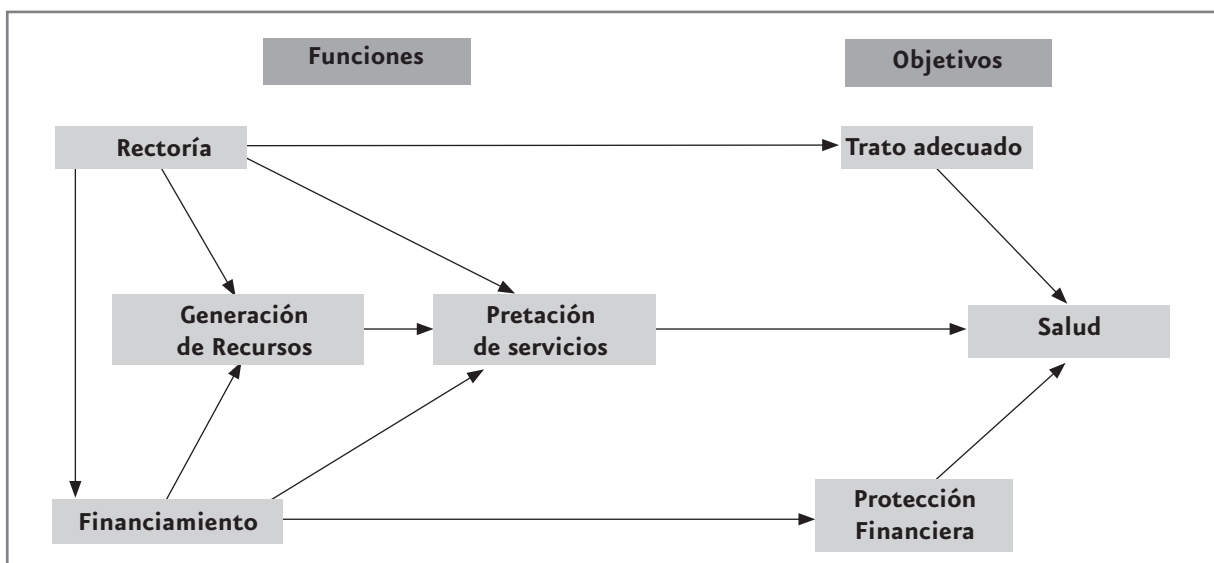 Funciones
Objetivos
Rectoría
Trato adecuado
Generación
de Recursos
Pretación
de servicios
Salud
Financiamiento
Protección
Financiera